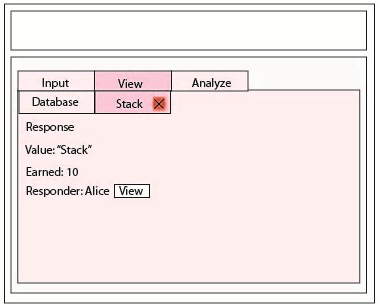 Input View Analyze
Database Stack
Response
Value: “Stack”
Earned: 10
Responder: Alice View